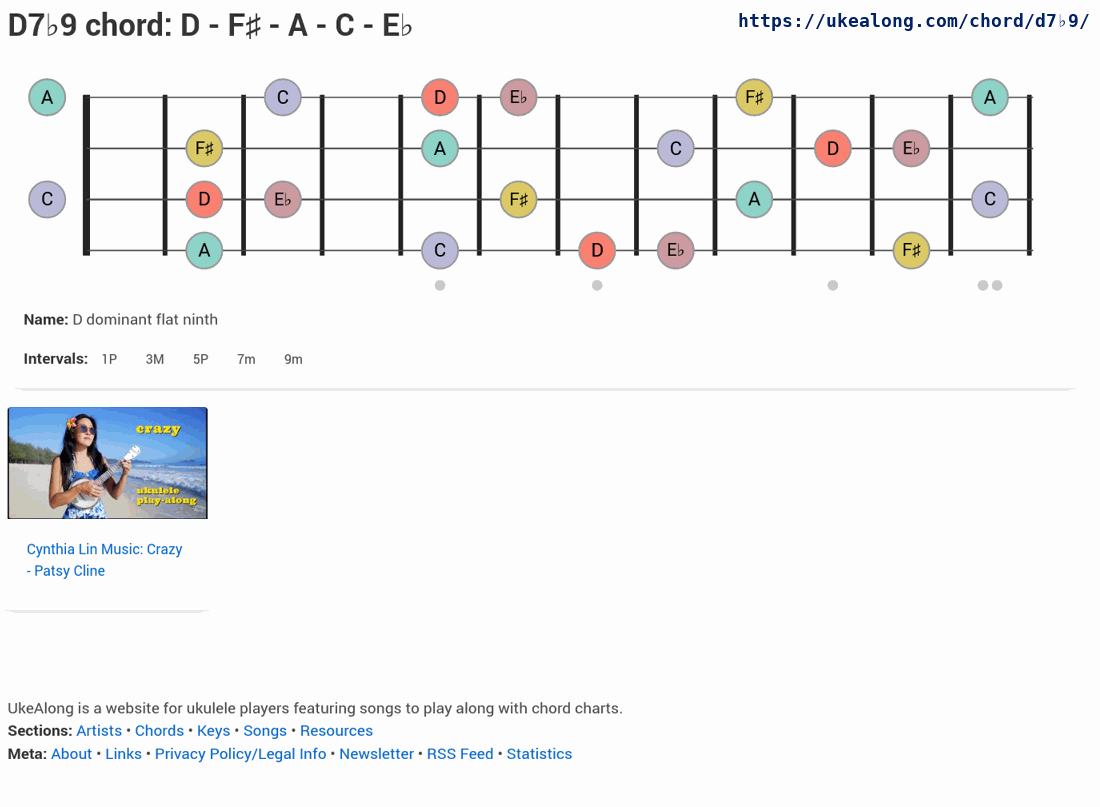 D7♭9 chord: D - F♯ - A - C - E♭
https://ukealong.com/chord/d7♭9/
A C D E♭ F♯ A
F♯ A C D E♭
C D E♭ F♯ A C
A C D E♭ F♯
Name: D dominant flat ninth
Intervals: 1P 3M 5P 7m 9m
crazy
ukulele
play-along
Cynthia Lin Music: Crazy
- Patsy Cline
UkeAlong is a website for ukulele players featuring songs to play along with chord charts.
Sections: Artists • Chords • Keys • Songs • Resources
Meta: About • Links • Privacy Policy/Legal Info • Newsletter • RSS Feed • Statistics